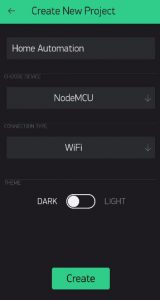 Create New Project
Home Automation
CHOOSE DEVICE
NodeMCU
CONNECTION TYPE
WiFi
THEME
DARK LIGHT
Create